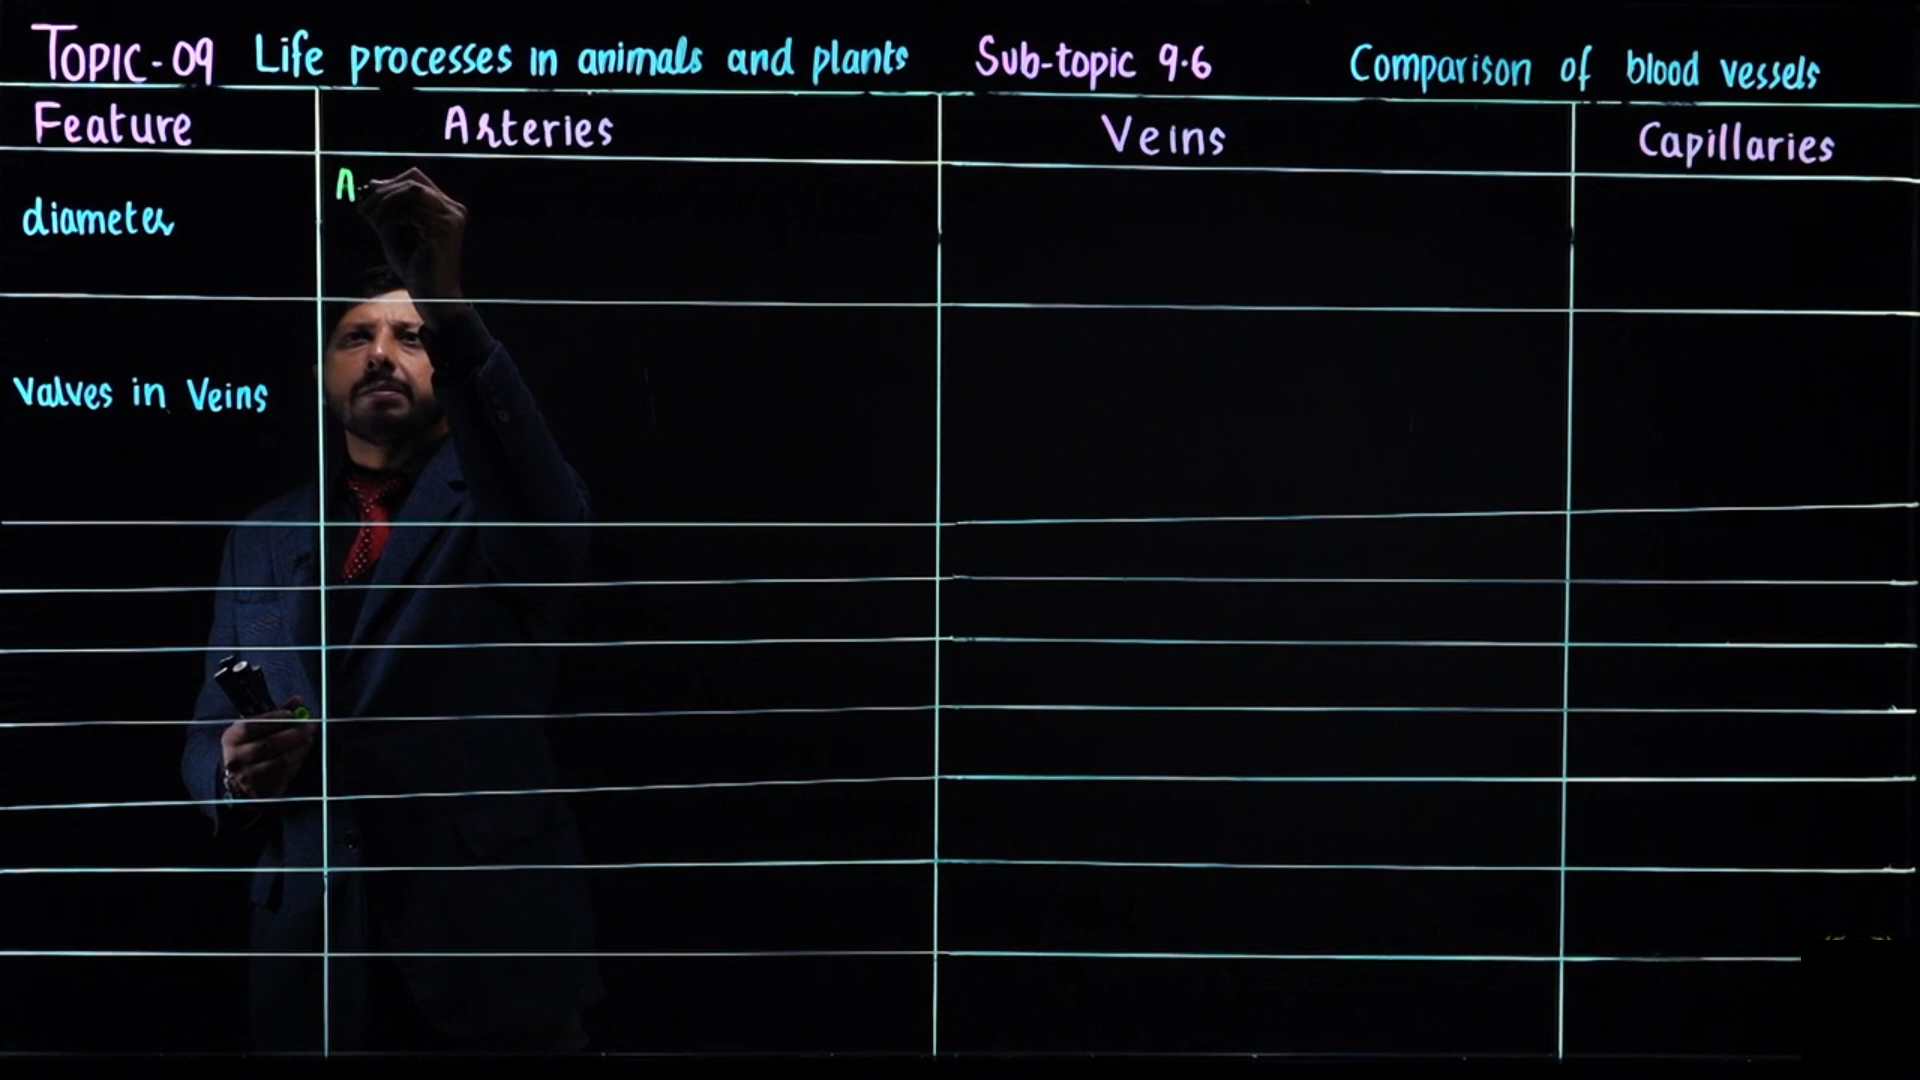 TOPIC-09 Life processes in animals and plants Sub-topic 9.6 Comparison of blood vessels
Feature Arteries Veins Capillaries
diameter A
Valves in Veins